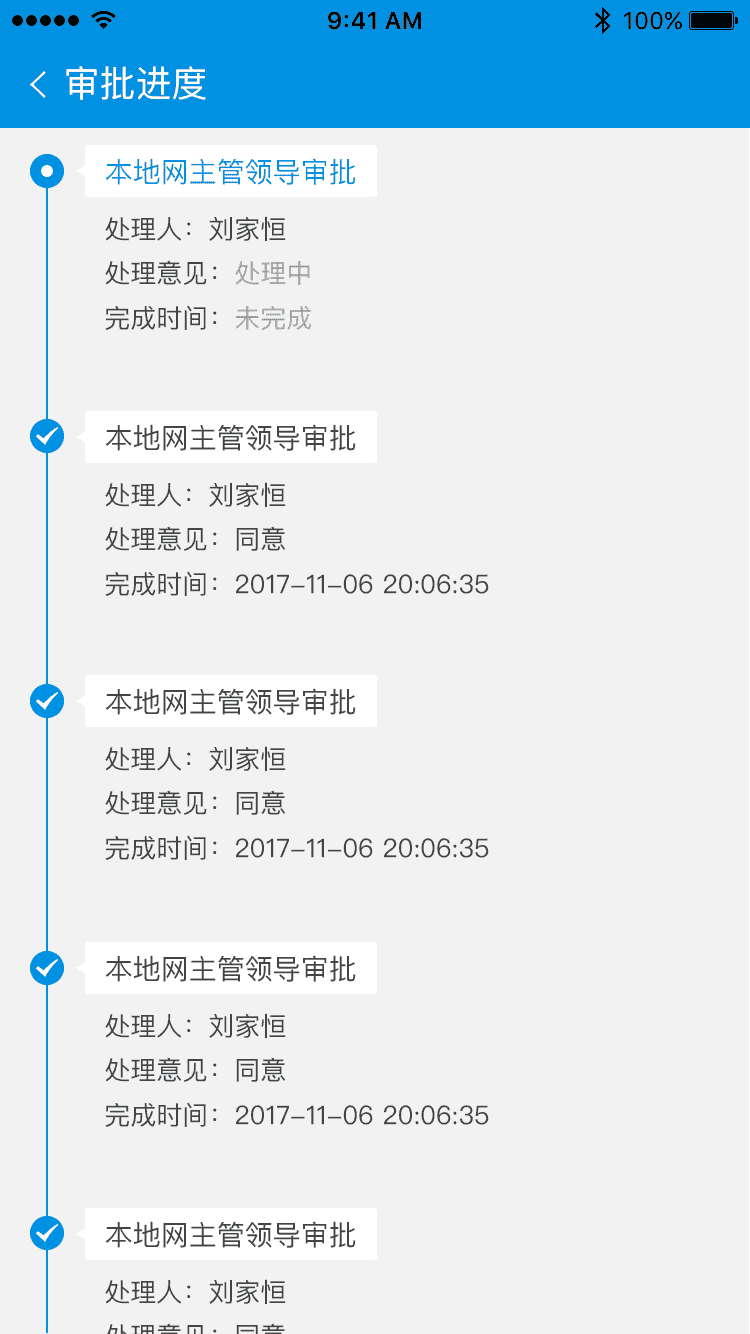 9:41 AM 100%
审批进度
本地网主管领导审批
处理人：刘家恒
处理意见：处理中
完成时间：未完成
本地网主管领导审批
处理人：刘家恒
处理意见：同意
完成时间：2017-11-06 20:06:35
本地网主管领导审批
处理人：刘家恒
处理意见：同意
完成时间：2017-11-06 20:06:35
本地网主管领导审批
处理人：刘家恒
处理意见：同意
完成时间：2017-11-06 20:06:35
本地网主管领导审批
处理人：刘家恒
处理意见：同意